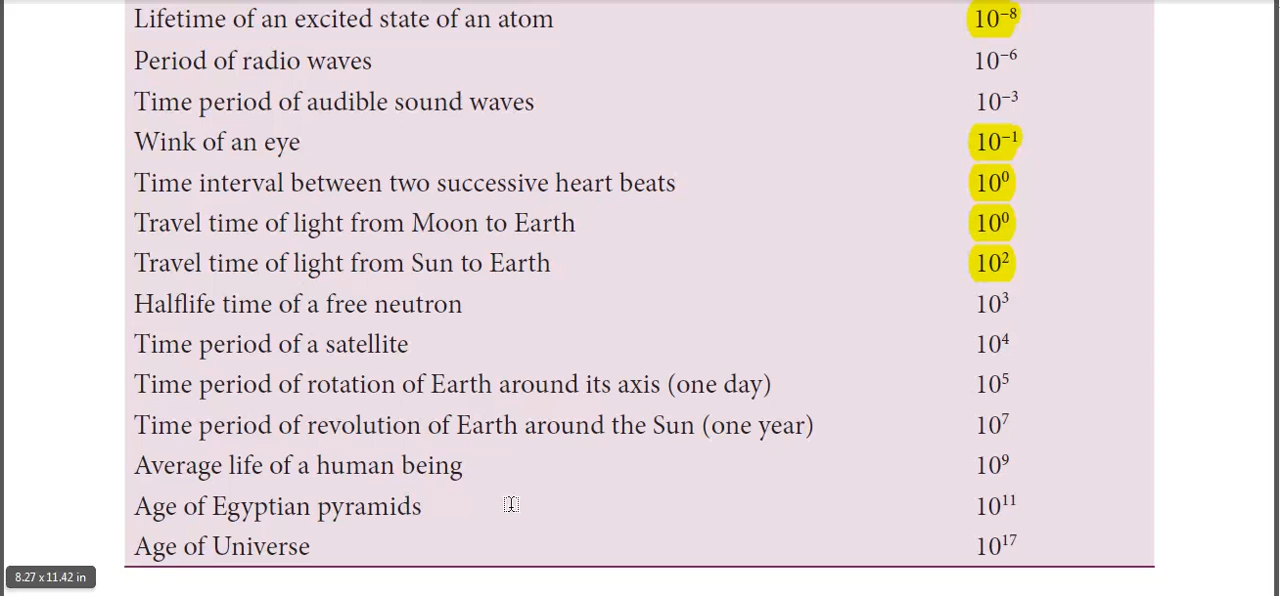 Lifetime of an excited state of an atom 10⁻⁸
Period of radio waves 10⁻⁶
Time period of audible sound waves 10⁻³
Wink of an eye 10⁻¹
Time interval between two successive heart beats 10⁰
Travel time of light from Moon to Earth 10⁰
Travel time of light from Sun to Earth 10²
Halflife time of a free neutron 10³
Time period of a satellite 10⁴
Time period of rotation of Earth around its axis (one day) 10⁵
Time period of revolution of Earth around the Sun (one year) 10⁷
Average life of a human being 10⁹
Age of Egyptian pyramids 10¹¹
Age of Universe 10¹⁷
8.27 x 11.42 in